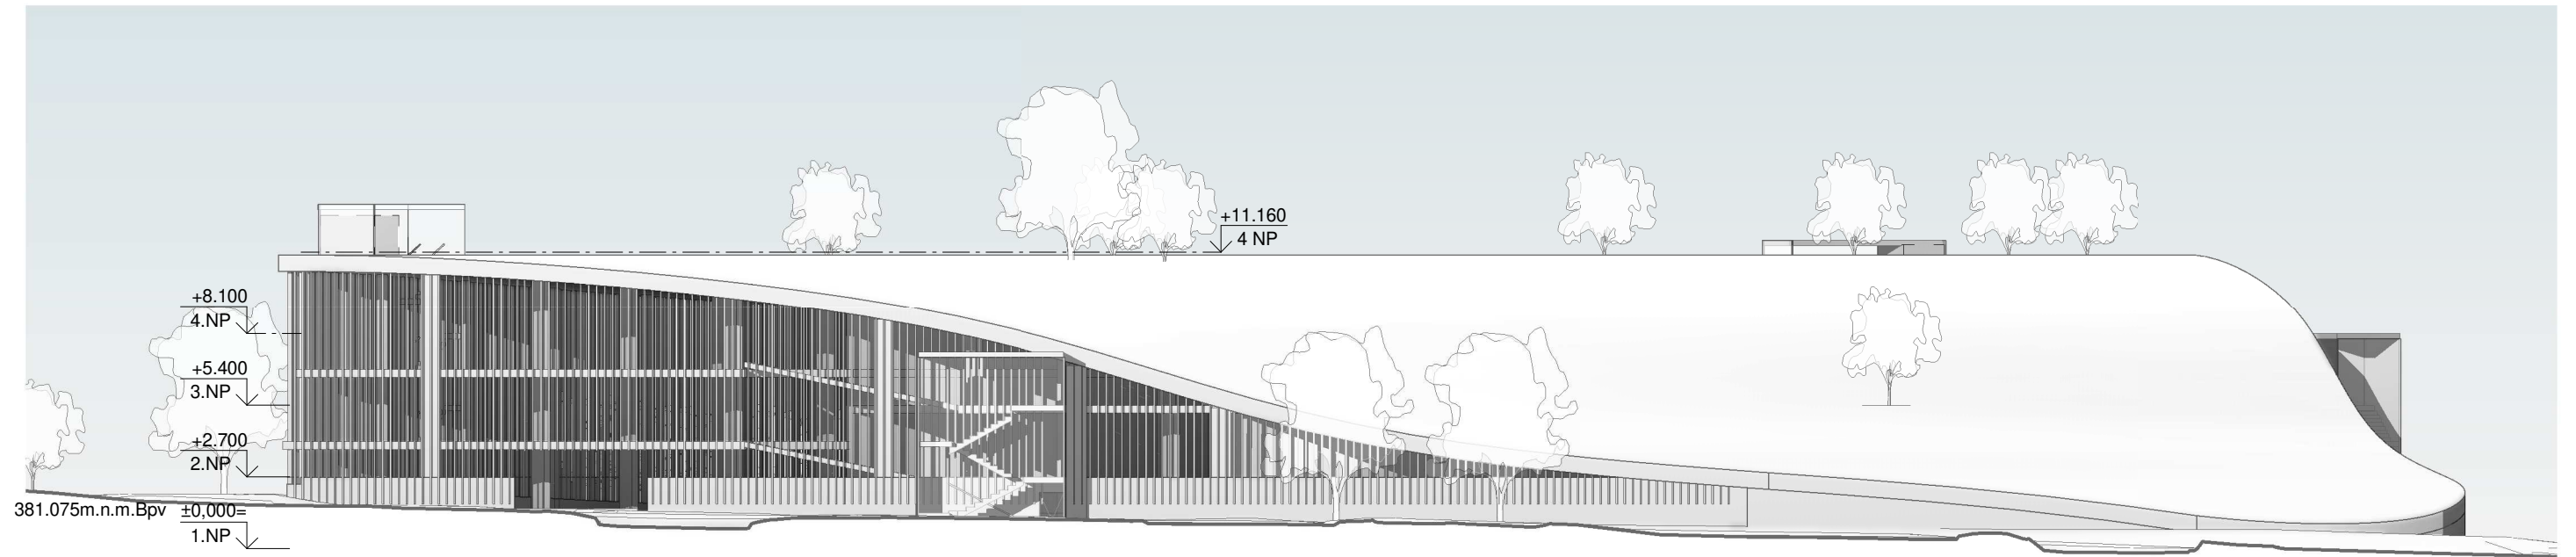 +11.160
4 NP
+8.100
4.NP
+5.400
3.NP
+2.700
2.NP
381.075m.n.m.Bpv ±0,000=
1.NP